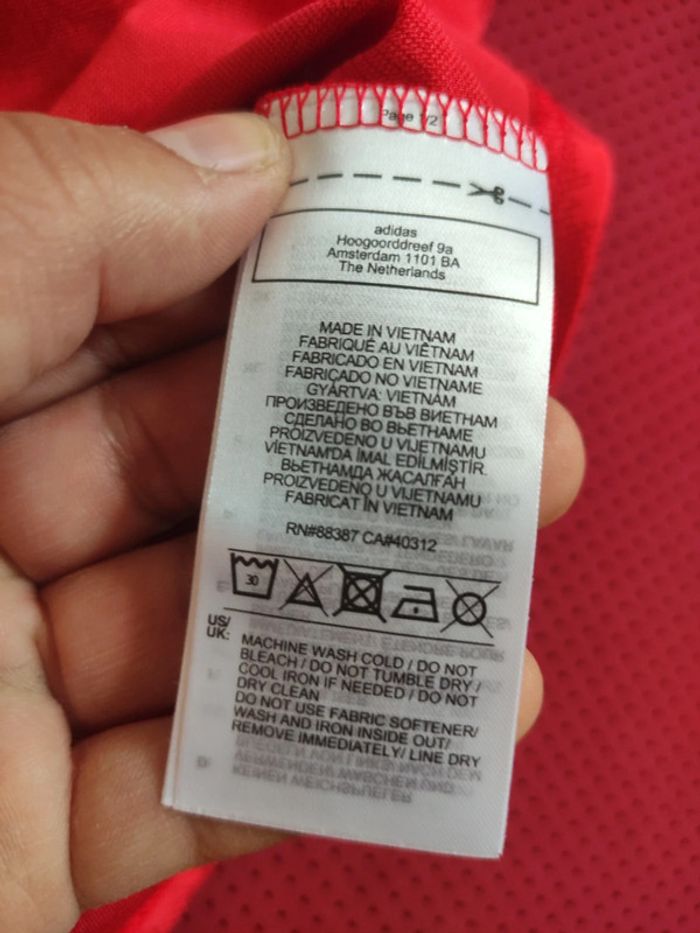 Page 1/2
adidas
Hoogoorddreef 9a
Amsterdam 1101 BA
The Netherlands
MADE IN VIETNAM
FABRIQUÉ AU VIÊTNAM
FABRICADO EN VIETNAM
FABRICADO NO VIETNAME
GYÁRTVA: VIETNÁM
ПРОИЗВЕДЕНО ВЪВ ВИЕТНАМ
СДЕЛАНО ВО ВЬЕТНАМЕ
PROIZVEDENO U VIJETNAMU
VİETNAM'DA İMAL EDİLMİŞTİR.
ВЬЕТНАМДА ЖАСАЛҒАН
PROIZVEDENO U VIJETNAMU
FABRICAT ÎN VIETNAM
RN#88387 CA#40312
30
US/
UK:
MACHINE WASH COLD / DO NOT
BLEACH / DO NOT TUMBLE DRY /
COOL IRON IF NEEDED / DO NOT
DRY CLEAN
DO NOT USE FABRIC SOFTENER/
WASH AND IRON INSIDE OUT/
REMOVE IMMEDIATELY/ LINE DRY